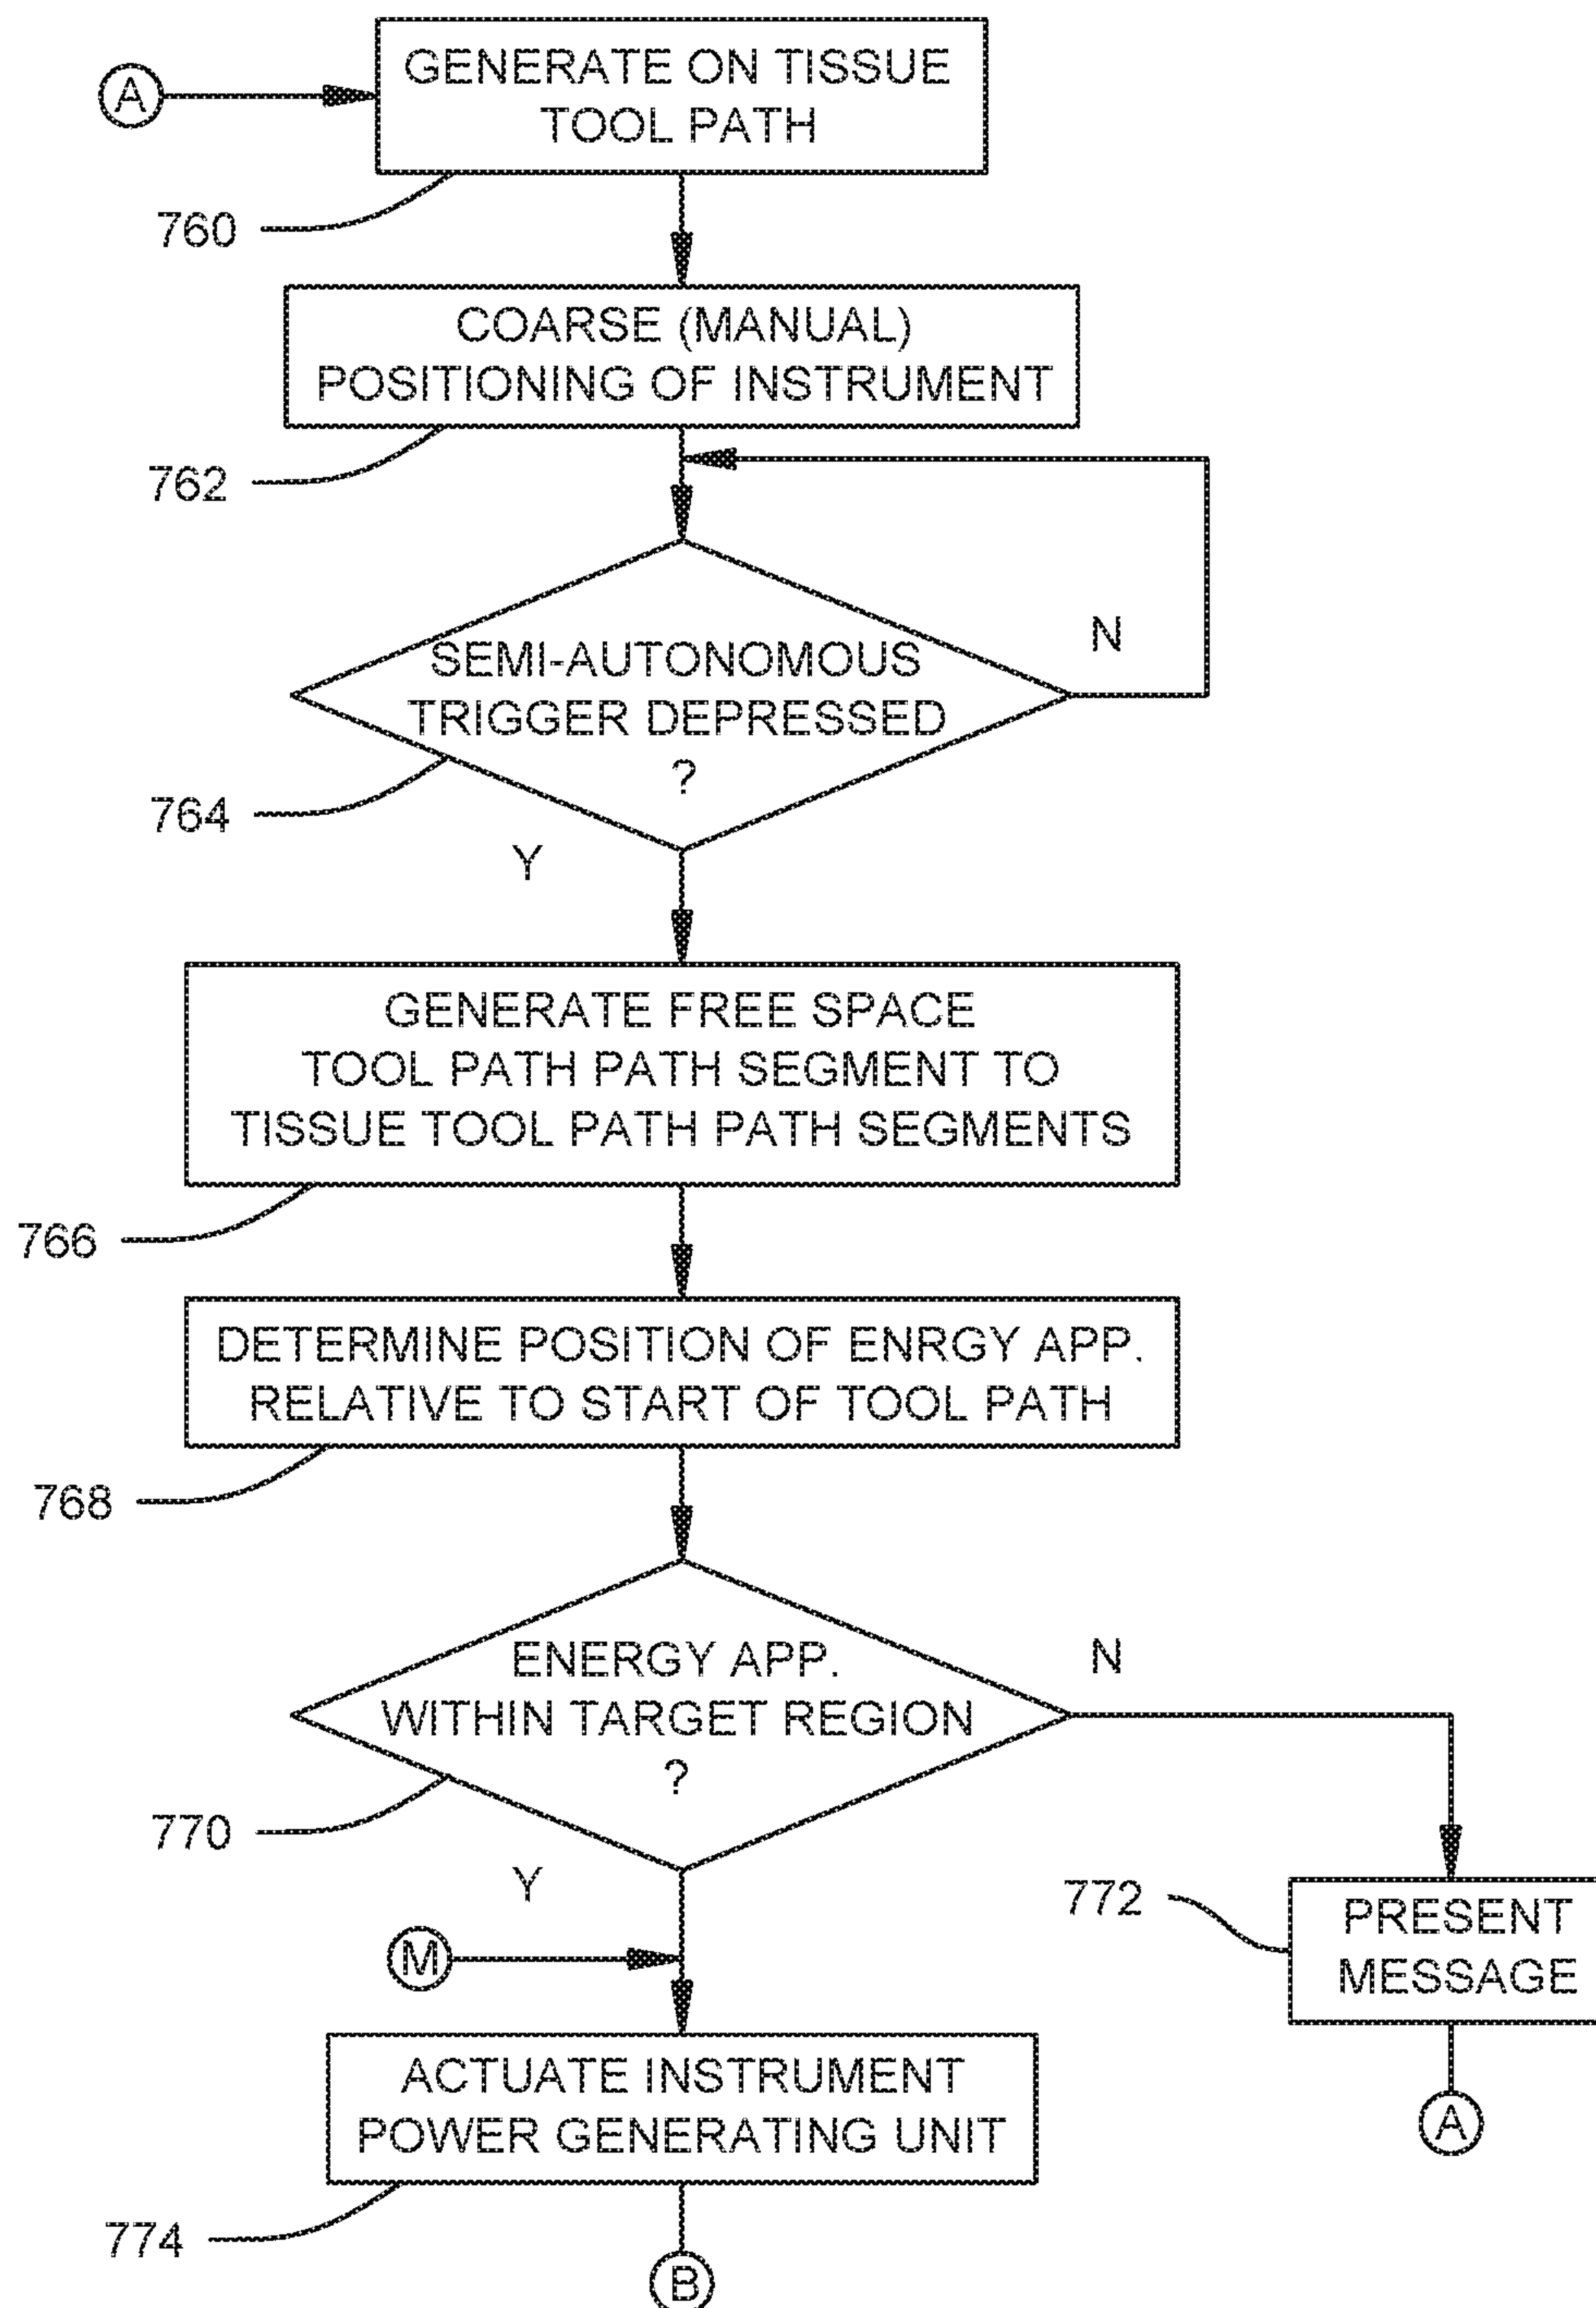 A
GENERATE ON TISSUE
TOOL PATH
760
COARSE (MANUAL)
POSITIONING OF INSTRUMENT
762
SEMI-AUTONOMOUS
TRIGGER DEPRESSED
?
N
764
Y
GENERATE FREE SPACE
TOOL PATH PATH SEGMENT TO
TISSUE TOOL PATH PATH SEGMENTS
766
DETERMINE POSITION OF ENRGY APP.
RELATIVE TO START OF TOOL PATH
768
ENERGY APP.
WITHIN TARGET REGION
?
N
770
Y
772
PRESENT
MESSAGE
M
A
ACTUATE INSTRUMENT
POWER GENERATING UNIT
774
B